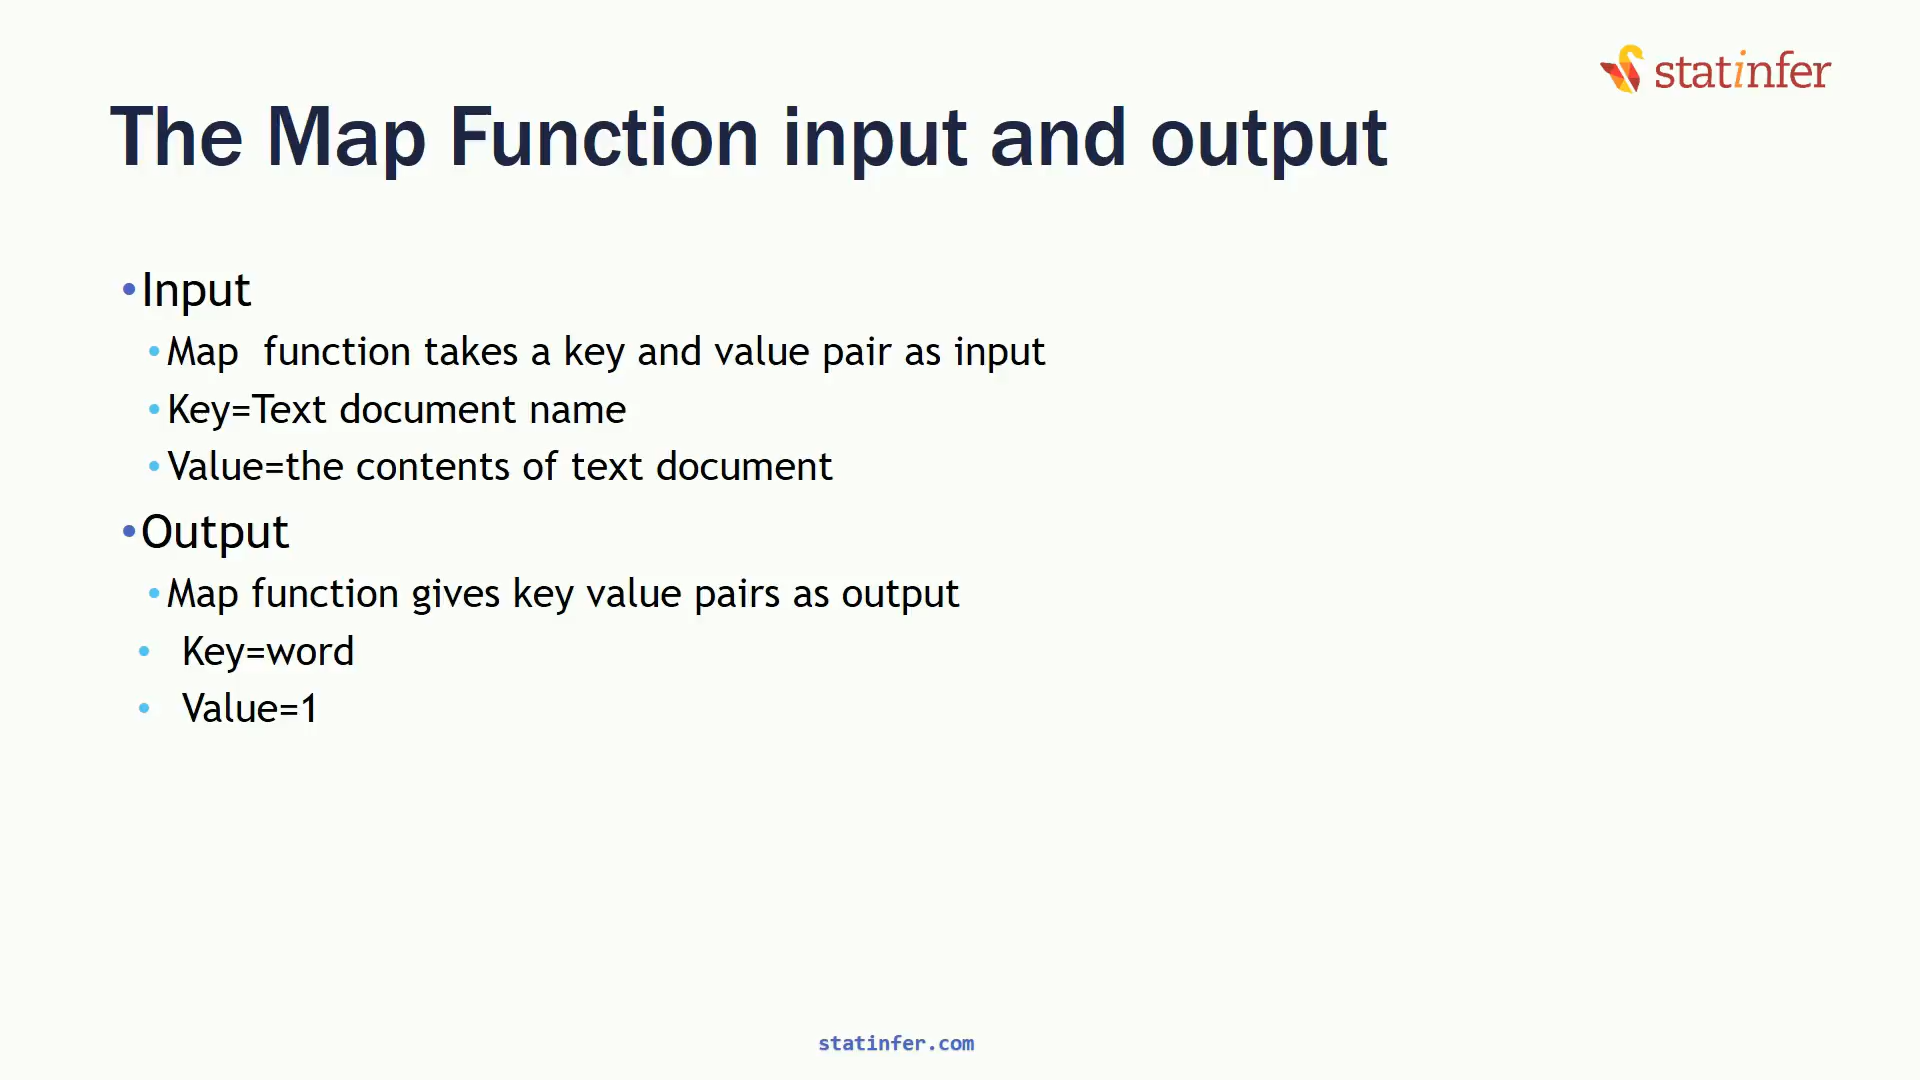 statinfer
The Map Function input and output
•Input
•Map  function takes a key and value pair as input
•Key=Text document name
•Value=the contents of text document
•Output
•Map function gives key value pairs as output
• Key=word
• Value=1
statinfer.com